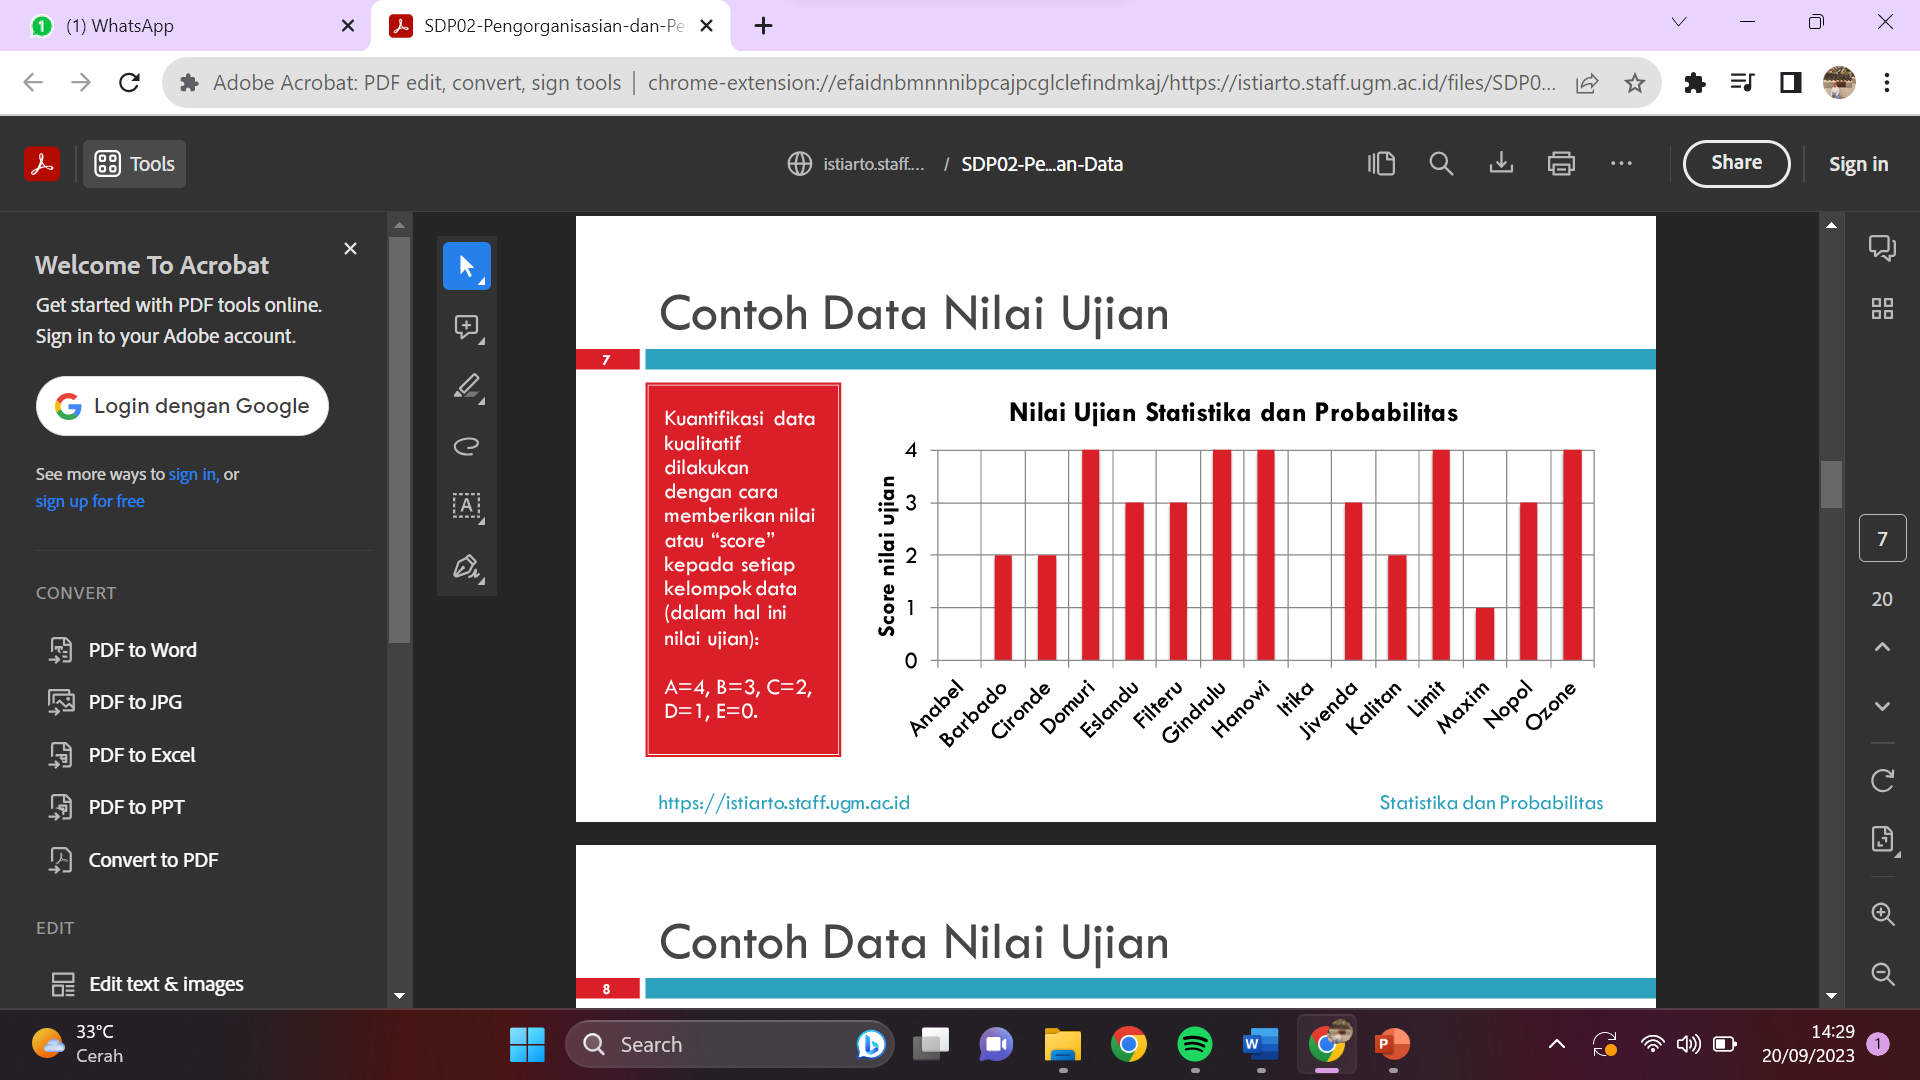 (1) WhatsApp
SDP02-Pengorganisasian-dan-Pe
Adobe Acrobat: PDF edit, convert, sign tools
chrome-extension://efaidnbmnnnibpcajpcglclefindmkaj/https://istiarto.staff.ugm.ac.id/files/SDP0...
Tools
istiarto.staff....
/
SDP02-Pe...an-Data
Share
Sign in
Welcome To Acrobat
Get started with PDF tools online.
Sign in to your Adobe account.
Login dengan Google
See more ways to sign in, or
sign up for free
CONVERT
PDF to Word
PDF to JPG
PDF to Excel
PDF to PPT
Convert to PDF
EDIT
Edit text & images
Contoh Data Nilai Ujian
7
Kuantifikasi data
kualitatif
dilakukan
dengan cara
memberikan nilai
atau “score”
kepada setiap
kelompok data
(dalam hal ini
nilai ujian):
A=4, B=3, C=2,
D=1, E=0.
Nilai Ujian Statistika dan Probabilitas
Score nilai ujian
4
3
2
1
0
Anabel
Barbado
Cironde
Domuri
Eslandu
Filteru
Gindrulu
Hanowi
Itika
Jivenda
Kalitan
Limit
Maxim
Nopol
Ozone
https://istiarto.staff.ugm.ac.id
Statistika dan Probabilitas
Contoh Data Nilai Ujian
8
7
20
33°C
Cerah
Search
14:29
20/09/2023
1